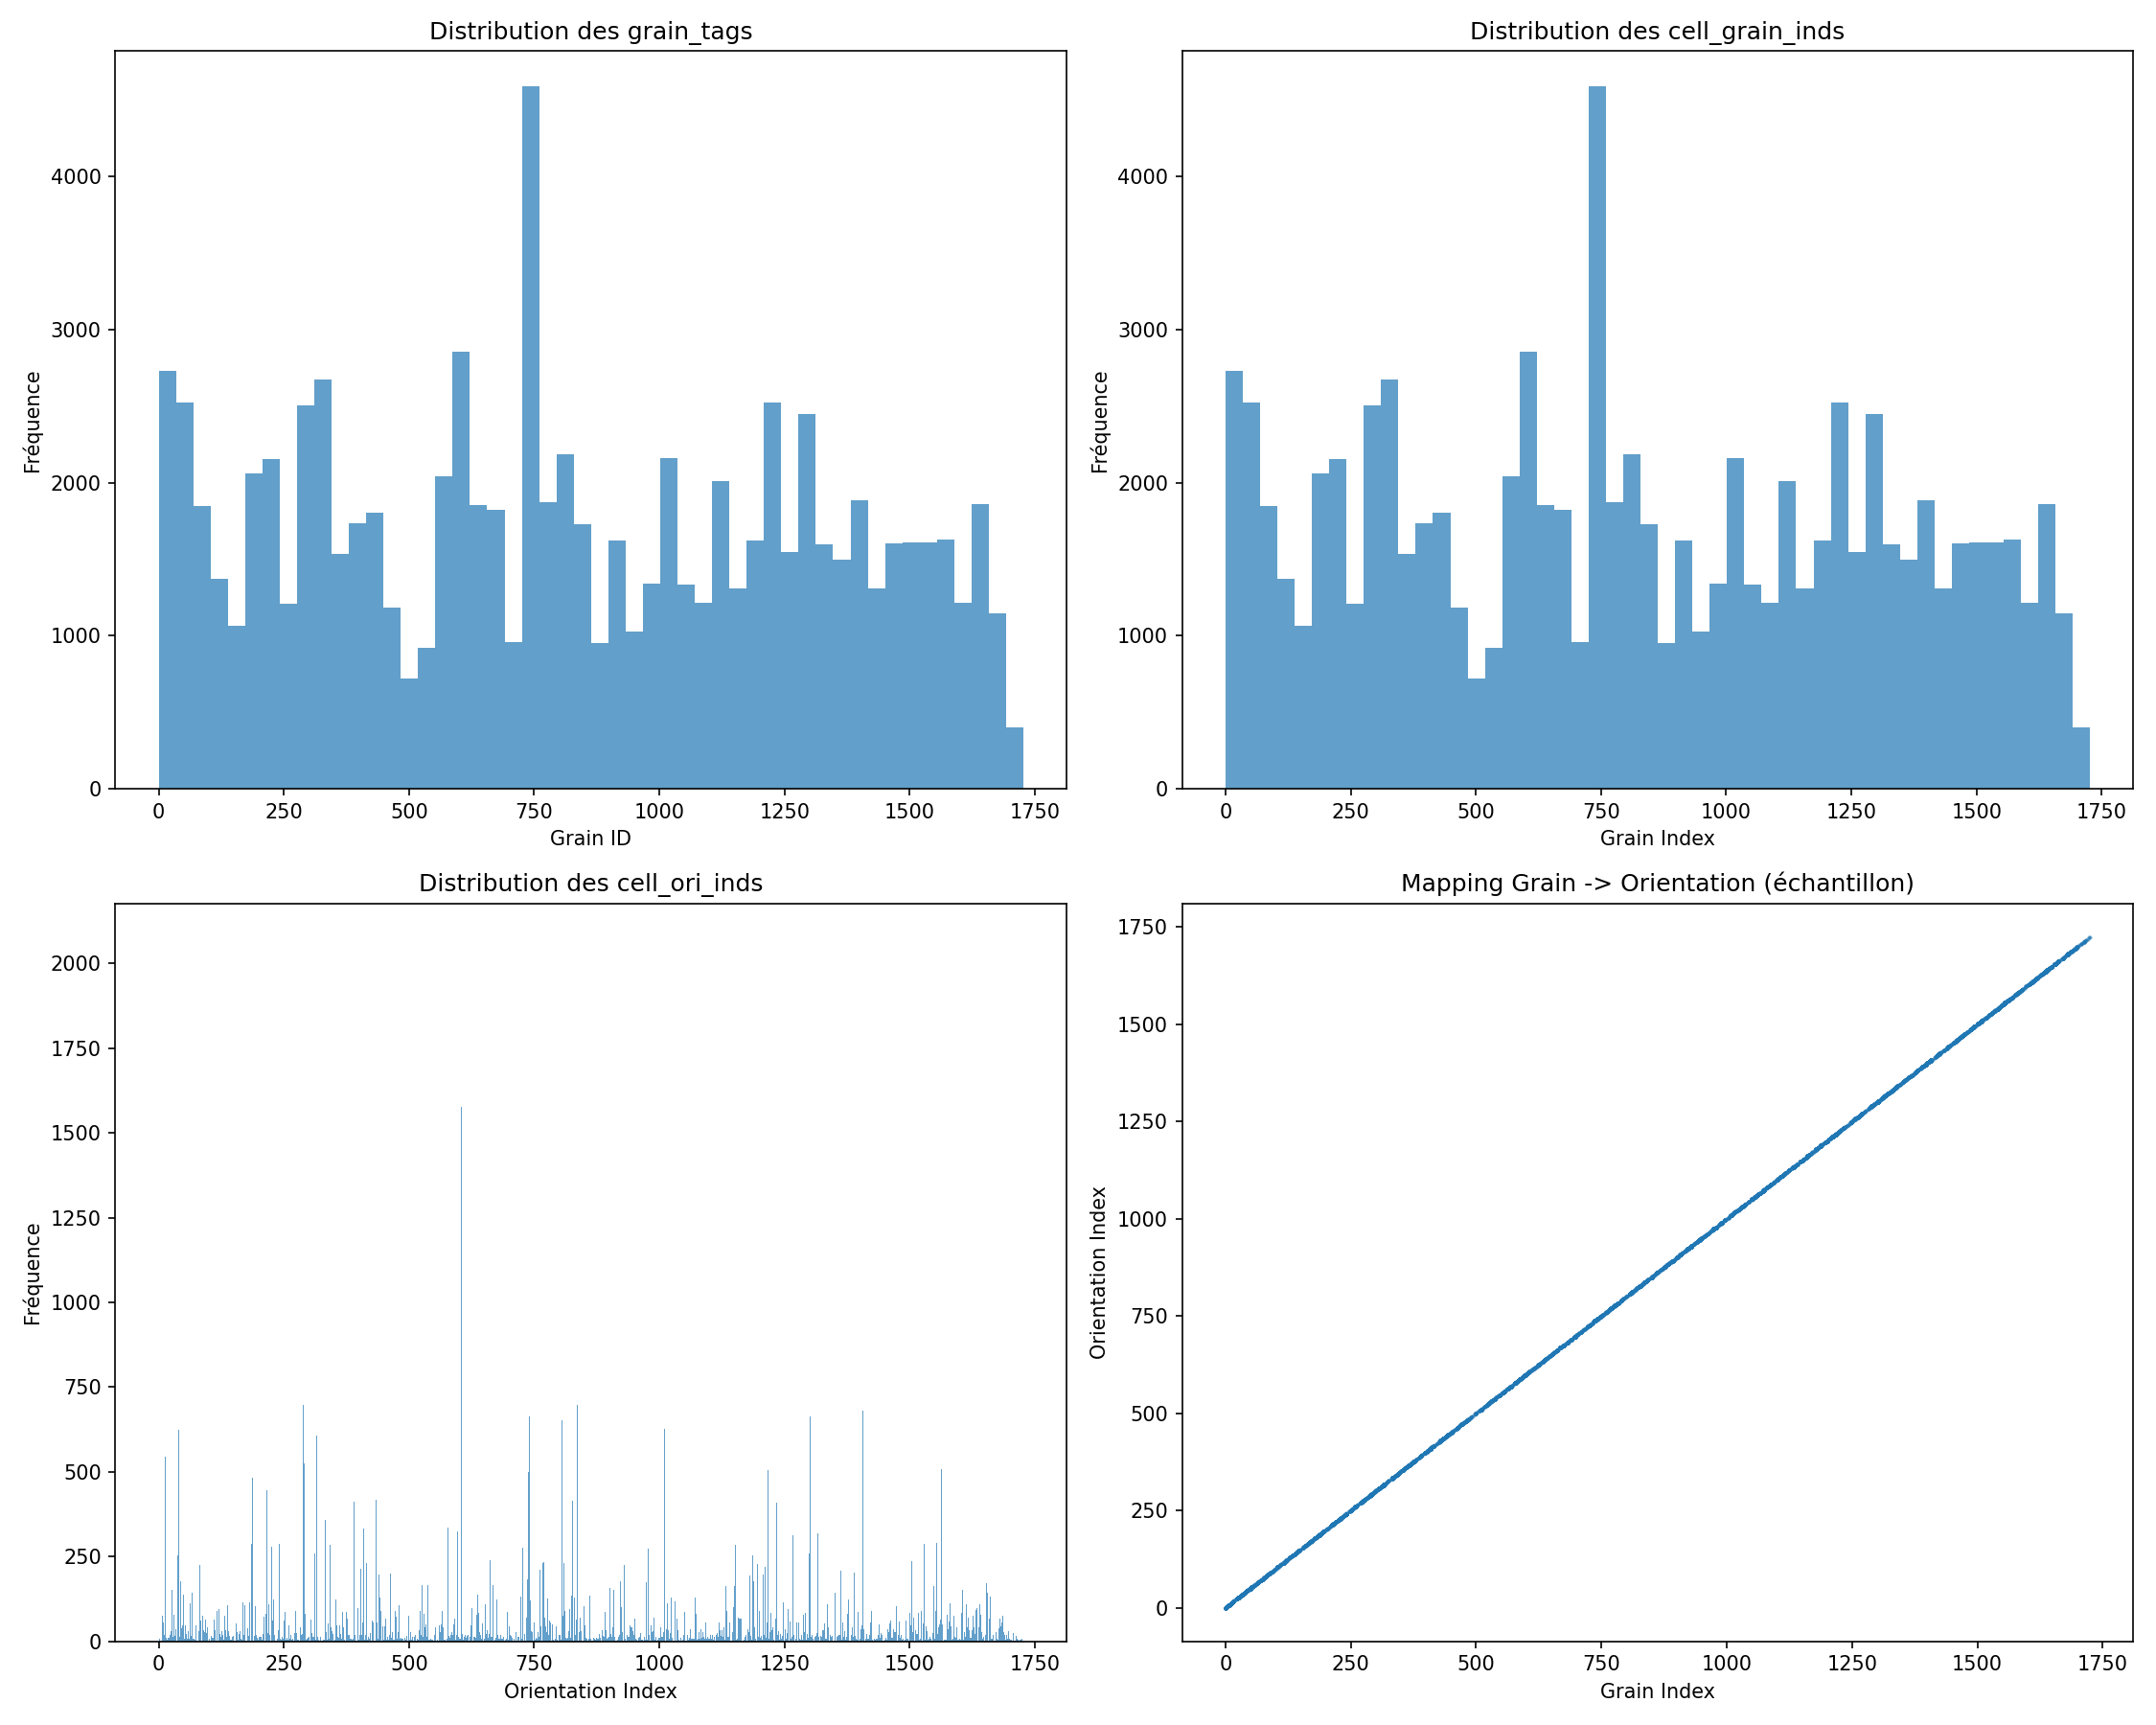 Distribution des grain_tags
Fréquence
4000
3000
2000
1000
0
0 250 500 750 1000 1250 1500 1750
Grain ID
Distribution des cell_grain_inds
Fréquence
4000
3000
2000
1000
0
0 250 500 750 1000 1250 1500 1750
Grain Index
Distribution des cell_ori_inds
Fréquence
2000
1750
1500
1250
1000
750
500
250
0
0 250 500 750 1000 1250 1500 1750
Orientation Index
Mapping Grain -> Orientation (échantillon)
Orientation Index
1750
1500
1250
1000
750
500
250
0
0 250 500 750 1000 1250 1500 1750
Grain Index